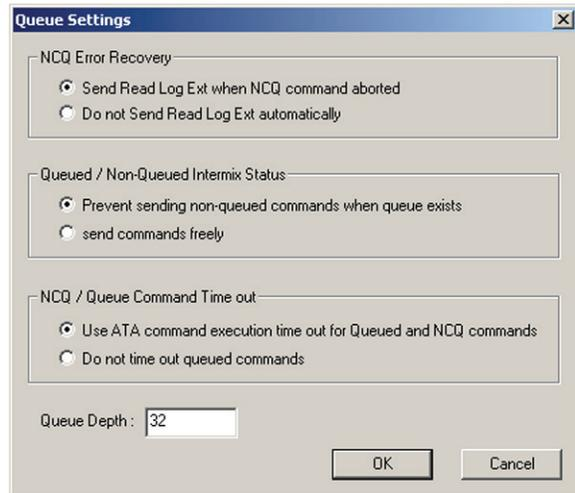 Queue Settings
NCQ Error Recovery
Send Read Log Ext when NCQ command aborted
Do not Send Read Log Ext automatically
Queued / Non-Queued Intermix Status
Prevent sending non-queued commands when queue exists
send commands freely
NCQ / Queue Command Time out
Use ATA command execution time out for Queued and NCQ commands
Do not time out queued commands
Queue Depth : 32
OK Cancel